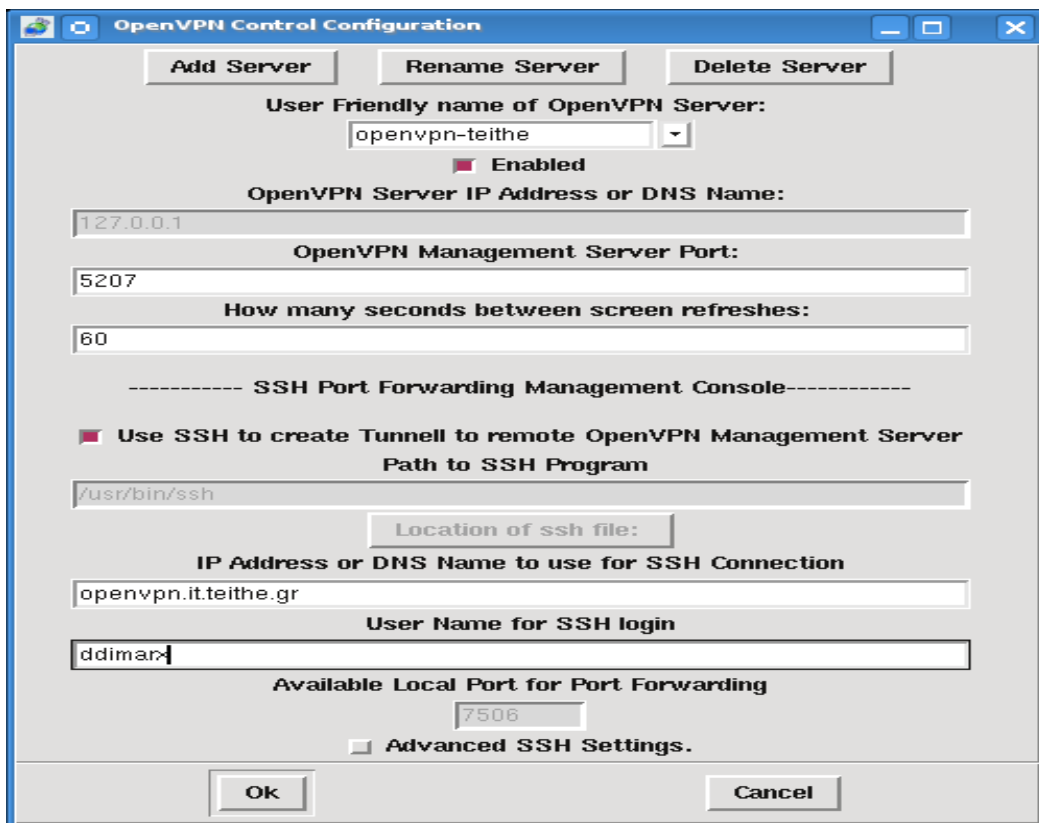 OpenVPN Control Configuration
Add Server Rename Server Delete Server
User Friendly name of OpenVPN Server:
openvpn-teithe
Enabled
OpenVPN Server IP Address or DNS Name:
127.0.0.1
OpenVPN Management Server Port:
5207
How many seconds between screen refreshes:
60
----------- SSH Port Forwarding Management Console------------
Use SSH to create Tunnell to remote OpenVPN Management Server
Path to SSH Program
/usr/bin/ssh
Location of ssh file:
IP Address or DNS Name to use for SSH Connection
openvpn.it.teithe.gr
User Name for SSH login
ddimarx
Available Local Port for Port Forwarding
7506
Advanced SSH Settings.
Ok Cancel